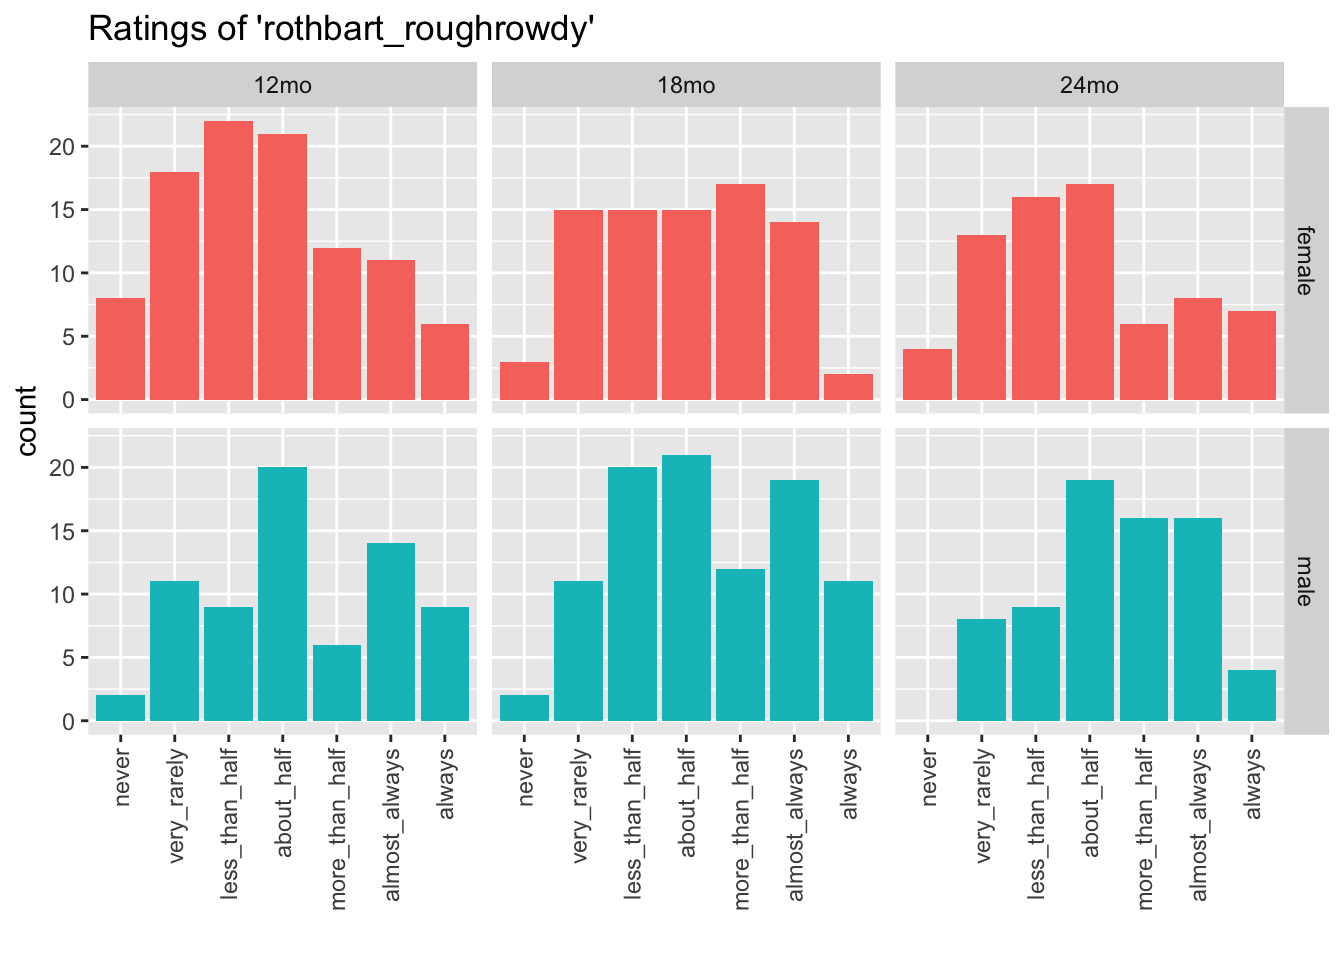 Ratings of 'rothbart_roughrowdy'
12mo 18mo 24mo
20
15
10
5
0
female
count
20
15
10
5
0
male
never very_rarely less_than_half about_half more_than_half almost_always always never very_rarely less_than_half about_half more_than_half almost_always always never very_rarely less_than_half about_half more_than_half almost_always always